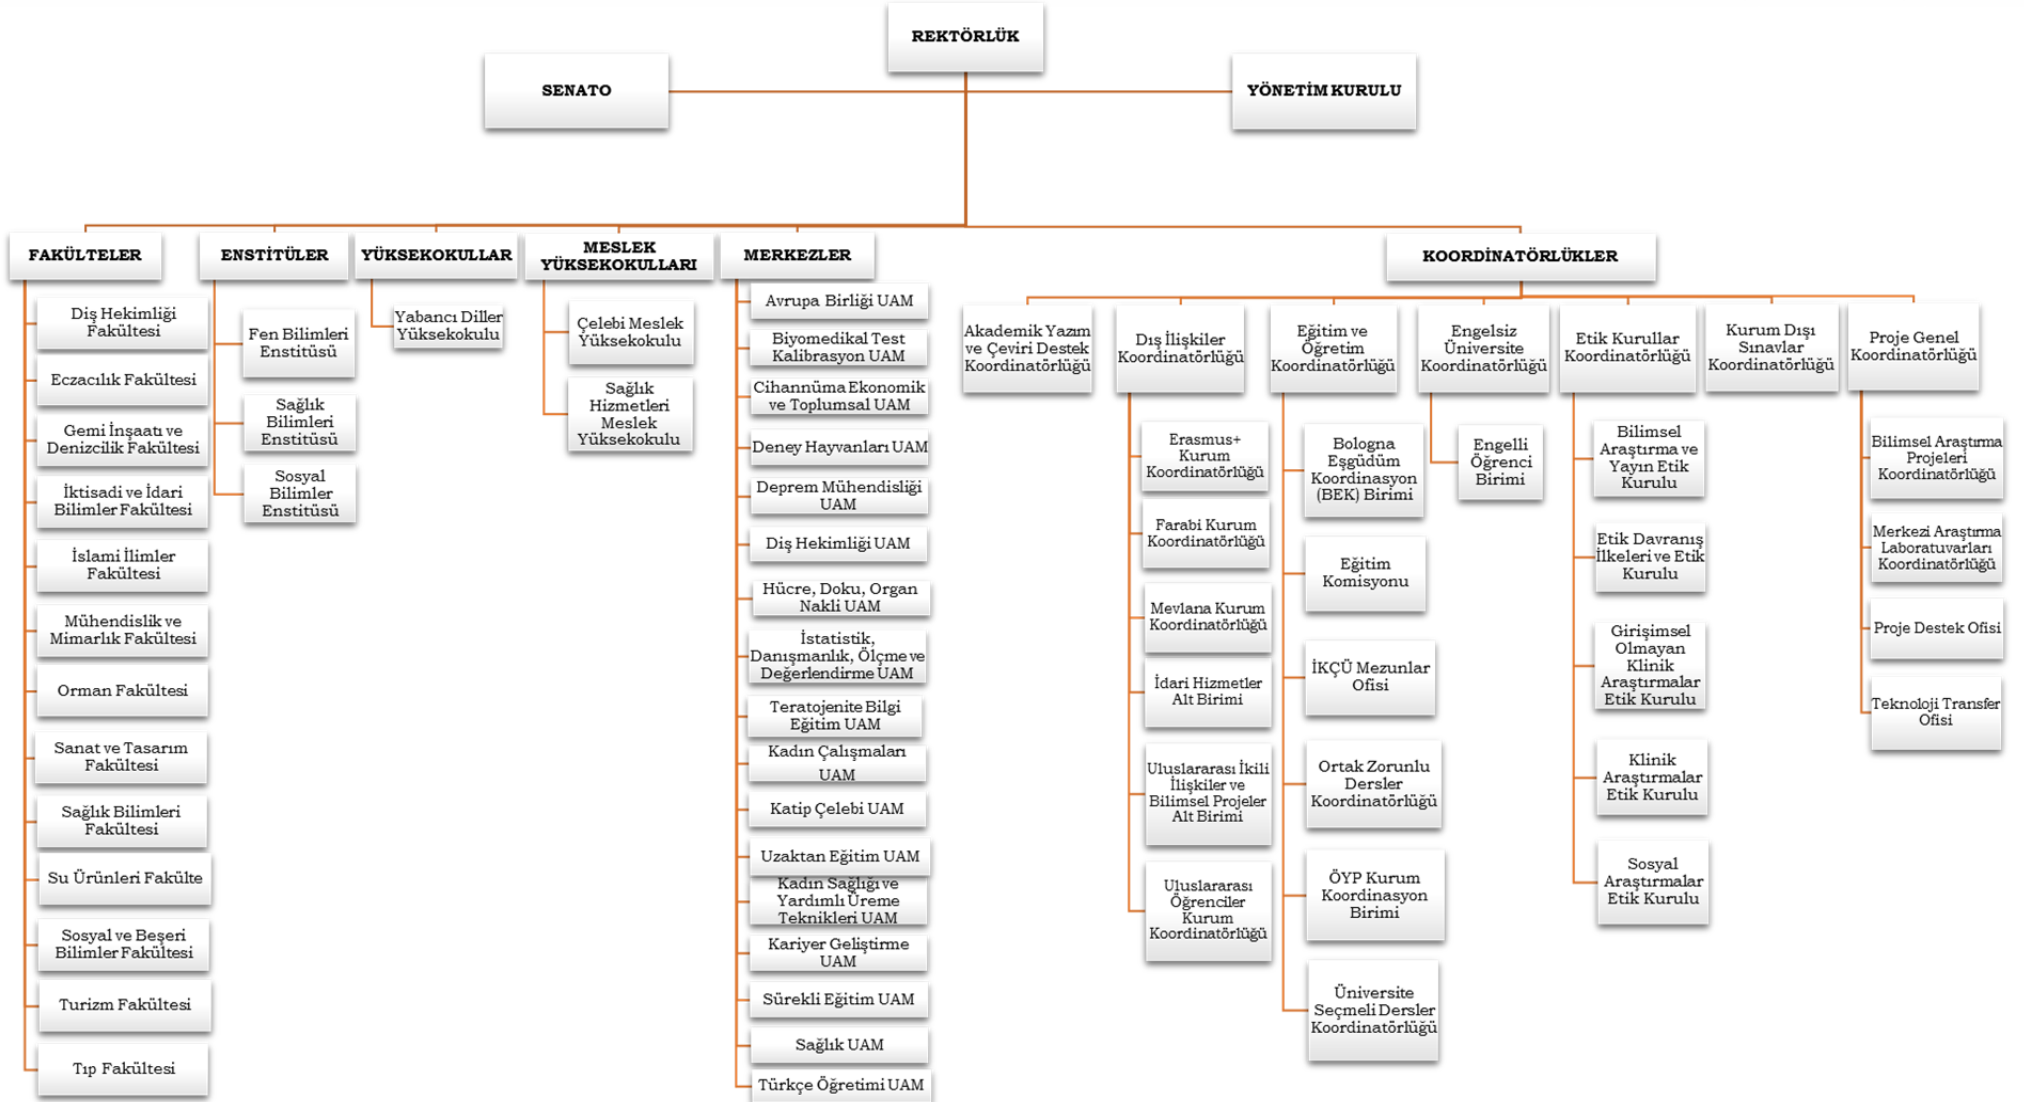 REKTÖRLÜK
SENATO
YÖNETİM KURULU
FAKÜLTELER
Diş Hekimliği
Fakültesi
Eczacılık Fakültesi
Gemi İnşaatı ve
Denizcilik Fakültesi
İktisadi ve İdari
Bilimler Fakültesi
İslami İlimler
Fakültesi
Mühendislik ve
Mimarlık Fakültesi
Orman Fakültesi
Sanat ve Tasarım
Fakültesi
Sağlık Bilimleri
Fakültesi
Su Ürünleri Fakülte
Sosyal ve Beşeri
Bilimler Fakültesi
Turizm Fakültesi
Tıp Fakültesi
ENSTİTÜLER
Fen Bilimleri
Enstitüsü
Sağlık
Bilimleri
Enstitüsü
Sosyal
Bilimler
Enstitüsü
YÜKSEKOKULLAR
Yabancı Diller
Yüksekokulu
MESLEK
YÜKSEKOKULLARI
Çelebi Meslek
Yüksekokulu
Sağlık
Hizmetleri
Meslek
Yüksekokulu
MERKEZLER
Avrupa Birliği UAM
Biyomedikal Test
Kalibrasyon UAM
Cihannüma Ekonomik
ve Toplumsal UAM
Deney Hayvanları UAM
Deprem Mühendisliği
UAM
Diş Hekimliği UAM
Hücre, Doku, Organ
Nakli UAM
İstatistik,
Danışmanlık, Ölçme ve
Değerlendirme UAM
Teratojenite Bilgi
Eğitim UAM
Kadın Çalışmaları
UAM
Katip Çelebi UAM
Uzaktan Eğitim UAM
Kadın Sağlığı ve
Yardımlı Üreme
Teknikleri UAM
Kariyer Geliştirme
UAM
Sürekli Eğitim UAM
Sağlık UAM
Türkçe Öğretimi UAM
KOORDİNATÖRLÜKLER
Akademik Yazım
ve Çeviri Destek
Koordinatörlüğü
Dış İlişkiler
Koordinatörlüğü
Erasmus+
Kurum
Koordinatörlüğü
Farabi Kurum
Koordinatörlüğü
Mevlana Kurum
Koordinatörlüğü
İdari Hizmetler
Alt Birimi
Uluslararası İkili
İlişkiler ve
Bilimsel Projeler
Alt Birimi
Uluslararası
Öğrenciler
Kurum
Koordinatörlüğü
Eğitim ve
Öğretim
Koordinatörlüğü
Bologna
Eşgüdüm
Koordinasyon
(BEK) Birimi
Eğitim
Komisyonu
İKÇÜ Mezunlar
Ofisi
Ortak Zorunlu
Dersler
Koordinatörlüğü
ÖYP Kurum
Koordinasyon
Birimi
Üniversite
Seçmeli Dersler
Koordinatörlüğü
Engelsiz
Üniversite
Koordinatörlüğü
Engelli
Öğrenci
Birimi
Etik Kurullar
Koordinatörlüğü
Bilimsel
Araştırma ve
Yayın Etik
Kurulu
Etik Davranış
İlkeleri ve Etik
Kurulu
Girişimsel
Olmayan
Klinik
Araştırmalar
Etik Kurulu
Klinik
Araştırmalar
Etik Kurulu
Sosyal
Araştırmalar
Etik Kurulu
Kurum Dışı
Sınavlar
Koordinatörlüğü
Proje Genel
Koordinatörlüğü
Bilimsel Araştırma
Projeleri
Koordinatörlüğü
Merkezi Araştırma
Laboratuvarları
Koordinatörlüğü
Proje Destek Ofisi
Teknoloji Transfer
Ofisi